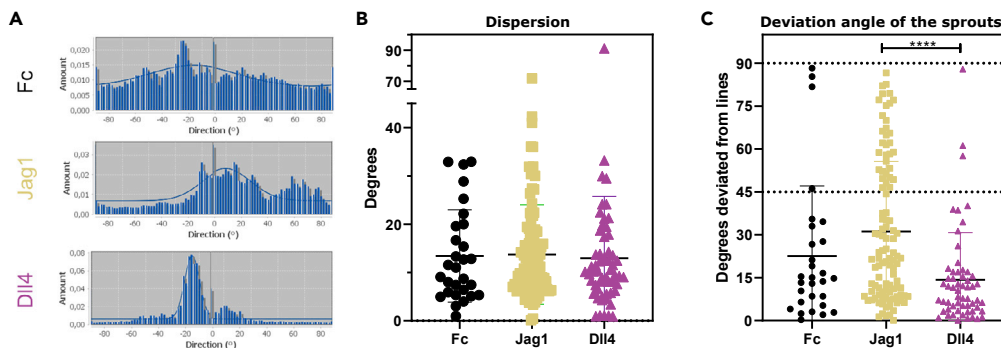 A
Fc
Amount
0,020
0,015
0,010
0,005
0,000
-80 -60 -40 -20 0 20 40 60 80
Direction (°)
Jag1
Amount
0,03
0,02
0,01
0,00
-80 -60 -40 -20 0 20 40 60 80
Direction (°)
Dll4
Amount
0,08
0,06
0,04
0,02
0,00
-80 -60 -40 -20 0 20 40 60 80
Direction (°)
B
Dispersion
Degrees
90
70
40
20
0
Fc Jag1 Dll4
C
Deviation angle of the sprouts
****
Degrees deviated from lines
90
75
60
45
30
15
0
Fc Jag1 Dll4